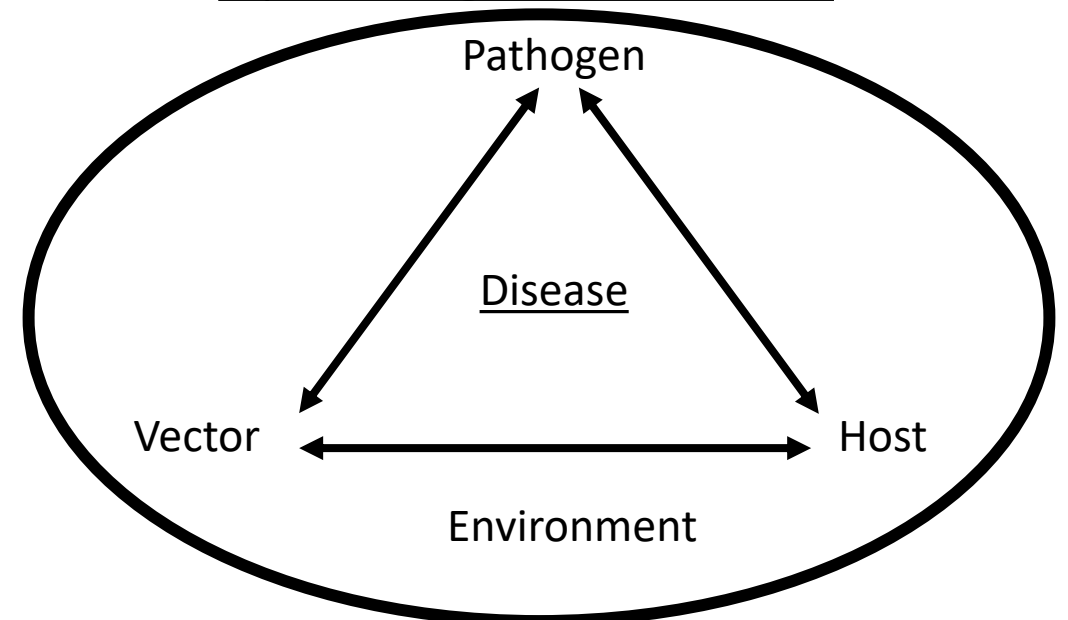 Pathogen
Disease
Vector
Host
Environment